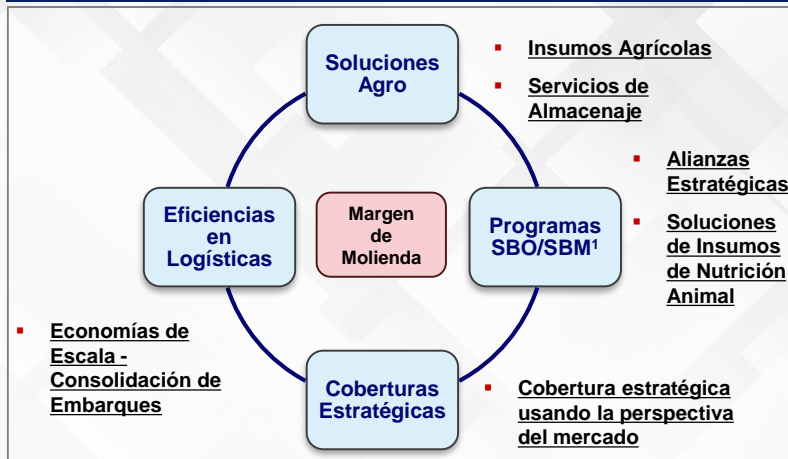 Soluciones
Agro
▪ Insumos Agrícolas
▪ Servicios de
Almacenaje
Eficiencias
en
Logísticas
Margen
de
Molienda
Programas
SBO/SBM¹
▪ Alianzas
Estratégicas
▪ Soluciones
de Insumos
de Nutrición
Animal
▪ Economías de
Escala -
Consolidación de
Embarques
Coberturas
Estratégicas
▪ Cobertura estratégica
usando la perspectiva
del mercado